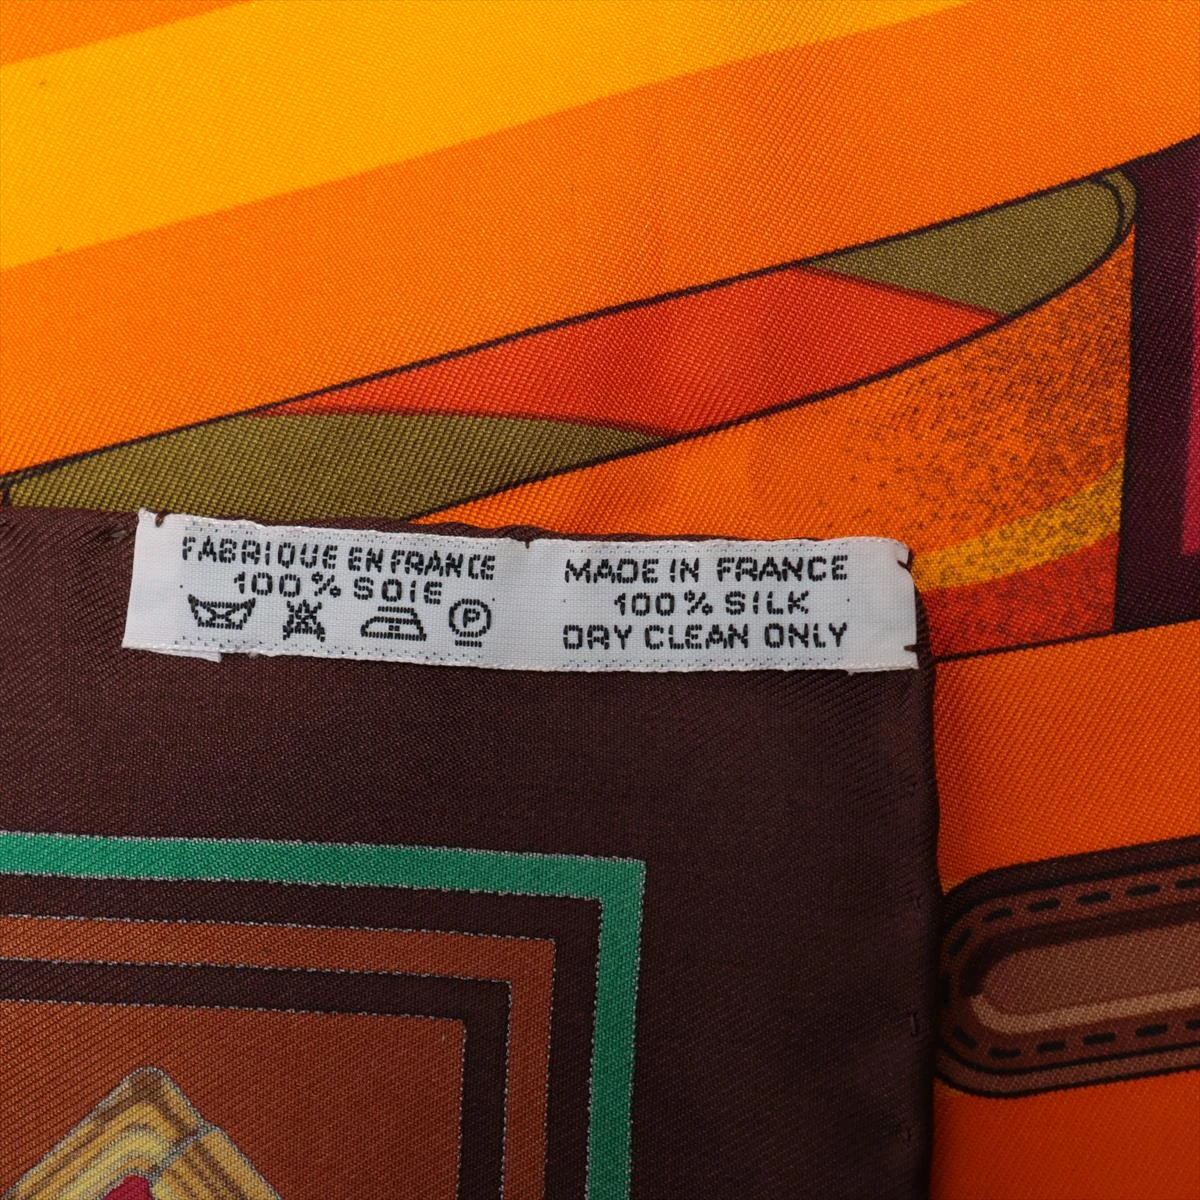 FABRIQUE EN FRANCE
100% SOIE
P
MADE IN FRANCE
100% SILK
DRY CLEAN ONLY